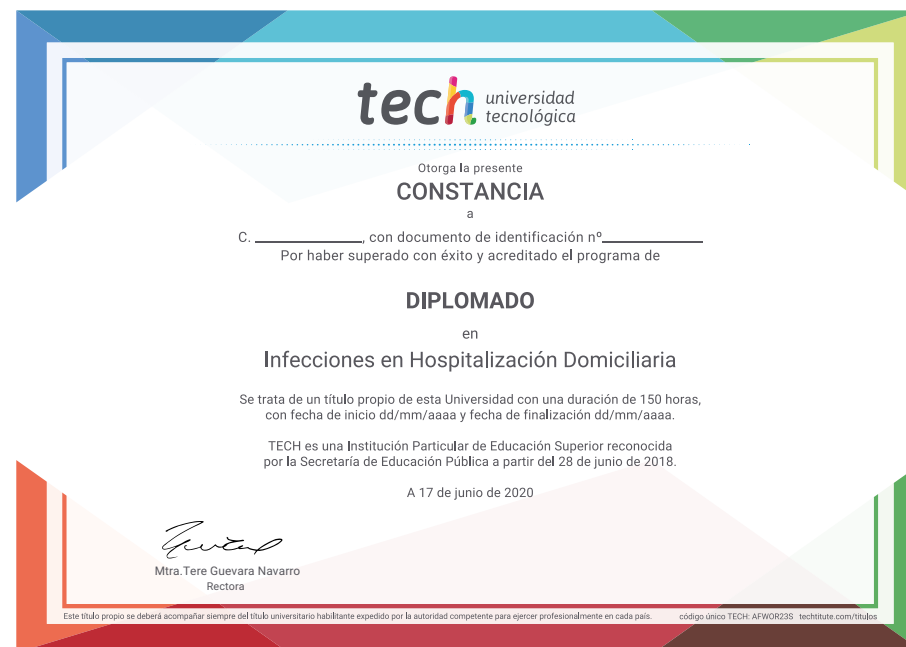 tech universidad
tecnológica
Otorga la presente
CONSTANCIA
a
C. ____________, con documento de identificación nº____________
Por haber superado con éxito y acreditado el programa de
DIPLOMADO
en
Infecciones en Hospitalización Domiciliaria
Se trata de un título propio de esta Universidad con una duración de 150 horas,
con fecha de inicio dd/mm/aaaa y fecha de finalización dd/mm/aaaa.
TECH es una Institución Particular de Educación Superior reconocida
por la Secretaría de Educación Pública a partir del 28 de junio de 2018.
A 17 de junio de 2020
Mtra.Tere Guevara Navarro
Rectora
Este título propio se deberá acompañar siempre del título universitario habilitante expedido por la autoridad competente para ejercer profesionalmente en cada país. código único TECH: AFWOR23S techtitute.com/titulos